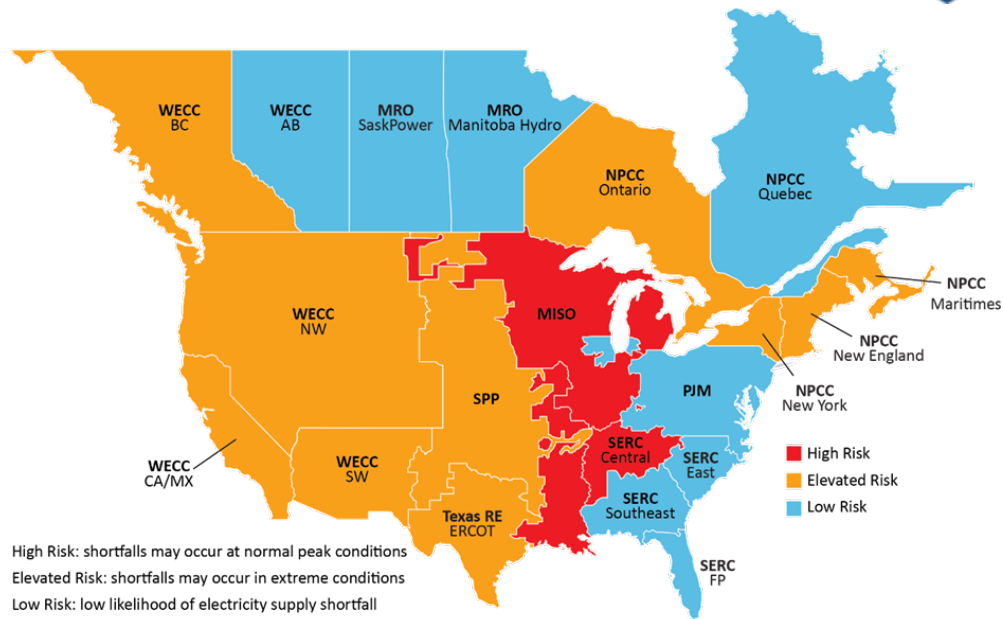 WECC
BC
WECC
AB
MRO
SaskPower
MRO
Manitoba Hydro
NPCC
Ontario
NPCC
Quebec
NPCC
Maritimes
NPCC
New England
NPCC
New York
WECC
NW
MISO
SPP
PJM
WECC
CA/MX
WECC
SW
SERC
Central
SERC
East
SERC
Southeast
Texas RE
ERCOT
SERC
FP
High Risk
Elevated Risk
Low Risk
High Risk: shortfalls may occur at normal peak conditions
Elevated Risk: shortfalls may occur in extreme conditions
Low Risk: low likelihood of electricity supply shortfall